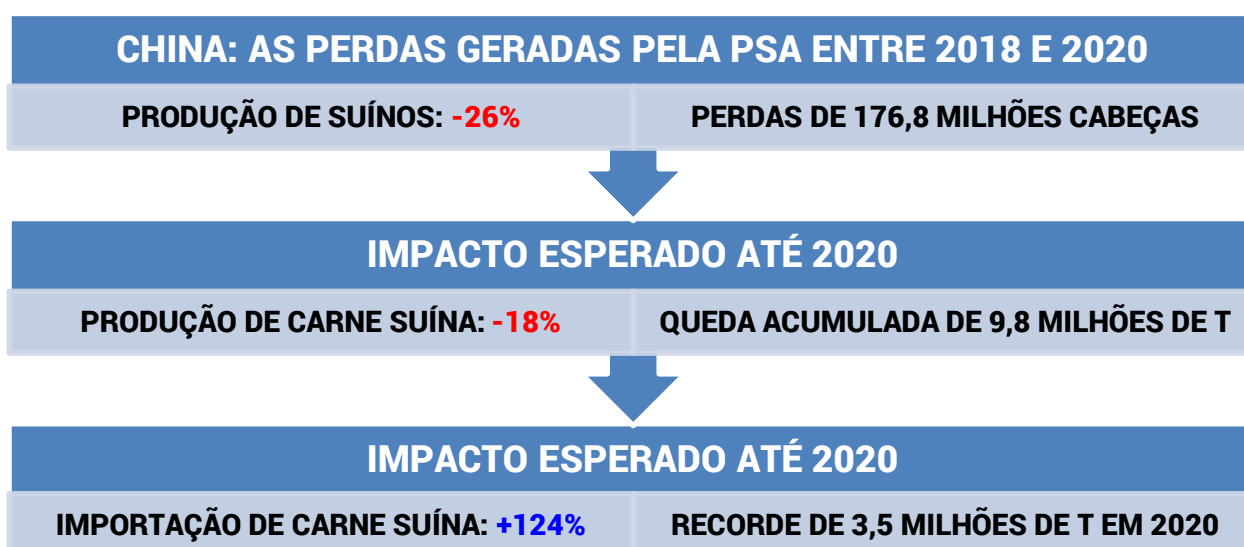 CHINA: AS PERDAS GERADAS PELA PSA ENTRE 2018 E 2020
PRODUÇÃO DE SUÍNOS: -26%
PERDAS DE 176,8 MILHÕES CABEÇAS
IMPACTO ESPERADO ATÉ 2020
PRODUÇÃO DE CARNE SUÍNA: -18%
QUEDA ACUMULADA DE 9,8 MILHÕES DE T
IMPACTO ESPERADO ATÉ 2020
IMPORTAÇÃO DE CARNE SUÍNA: +124%
RECORDE DE 3,5 MILHÕES DE T EM 2020